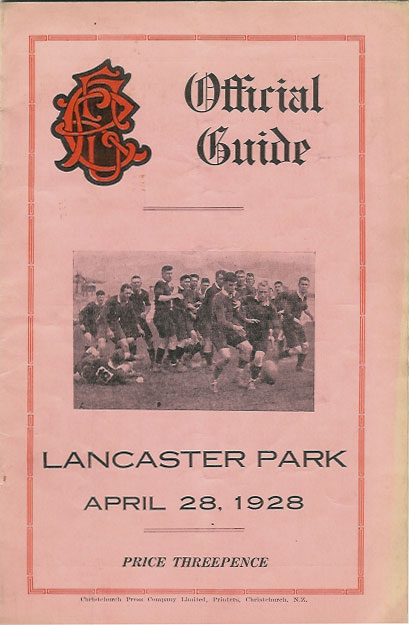 Official
Guide
LANCASTER PARK
APRIL 28, 1928
PRICE THREEPENCE
Christchurch Press Company Limited, Printers, Christchurch, N.Z.